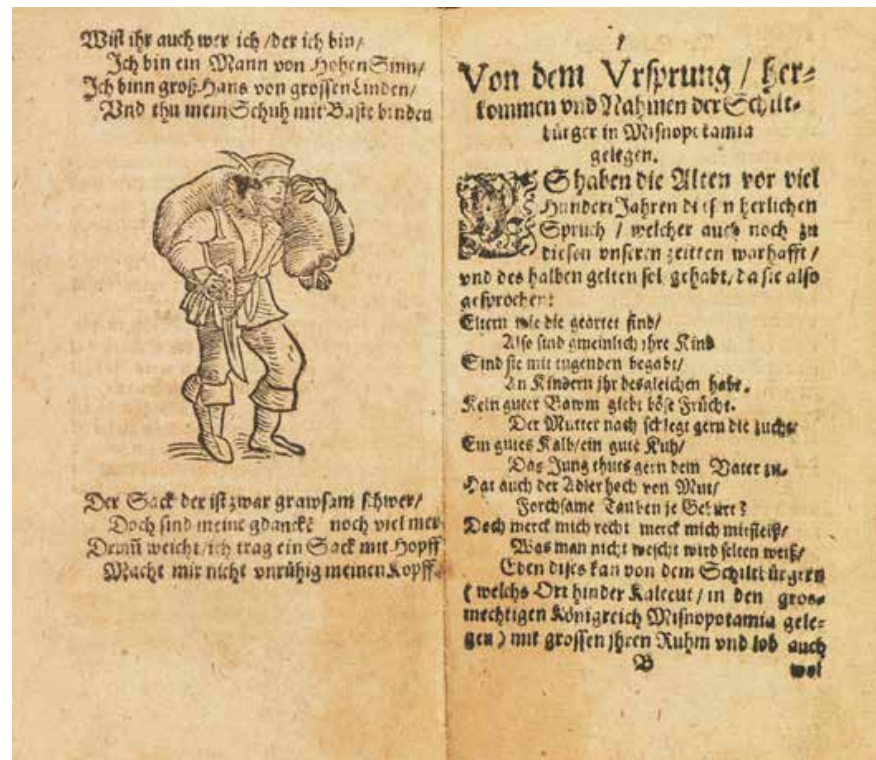 Wist ihr auch wer ich / der ich bin /
Ich bin ein Mann von Hohen Sinn /
Ich binn groß Hans von grossen Linden /
Vnd thu mein Schuh mit Baste binden
Der Sack der ist zwar grawsam schwer /
Doch sind meine gdanckē noch viel mer
Deruū weicht / ich trag ein Sack mit Hopff
Macht mir nicht vnrühig meinen Kopff
Von dem Vrsprung / her⸗
kommen vnd Nahmen der Schilt⸗
bürger in Misnopotamia
gelegen.
ES haben die Alten vor viel
Hundert Jahren diesen herlichen
Spruch / welcher auch noch zu
diesen vnseren zeitten warhafft /
vnd des halben gelten sol gehabt, da sie also
gesprochen:
Eltern wie die geartet sind /
Also sind gmeinlich ihre Kind
Sind sie mit tugenden begabt /
An Kindern jhr desgleichen habt.
Kein guter Bawm giebt böse Frücht.
Der Mutter nach schlegt gern die zucht
Ein gutes Kalb / ein gute Kuh /
Das Jung thuts gern dem Vater zu.
Hat auch der Adler hoch von Mut /
Forchsame Tauben je Geburt?
Doch merck mich recht merck mich mitfleiß /
Was man nicht wescht wird selten weiß /
Eben dises kan von dem Schiltbürgern
( welchs Ort hinder Kalecut / in den gros⸗
mechtigen Königreich Misnopotamia gele⸗
gen ) mit grossen jhren Ruhm vnd lob auch
B wol